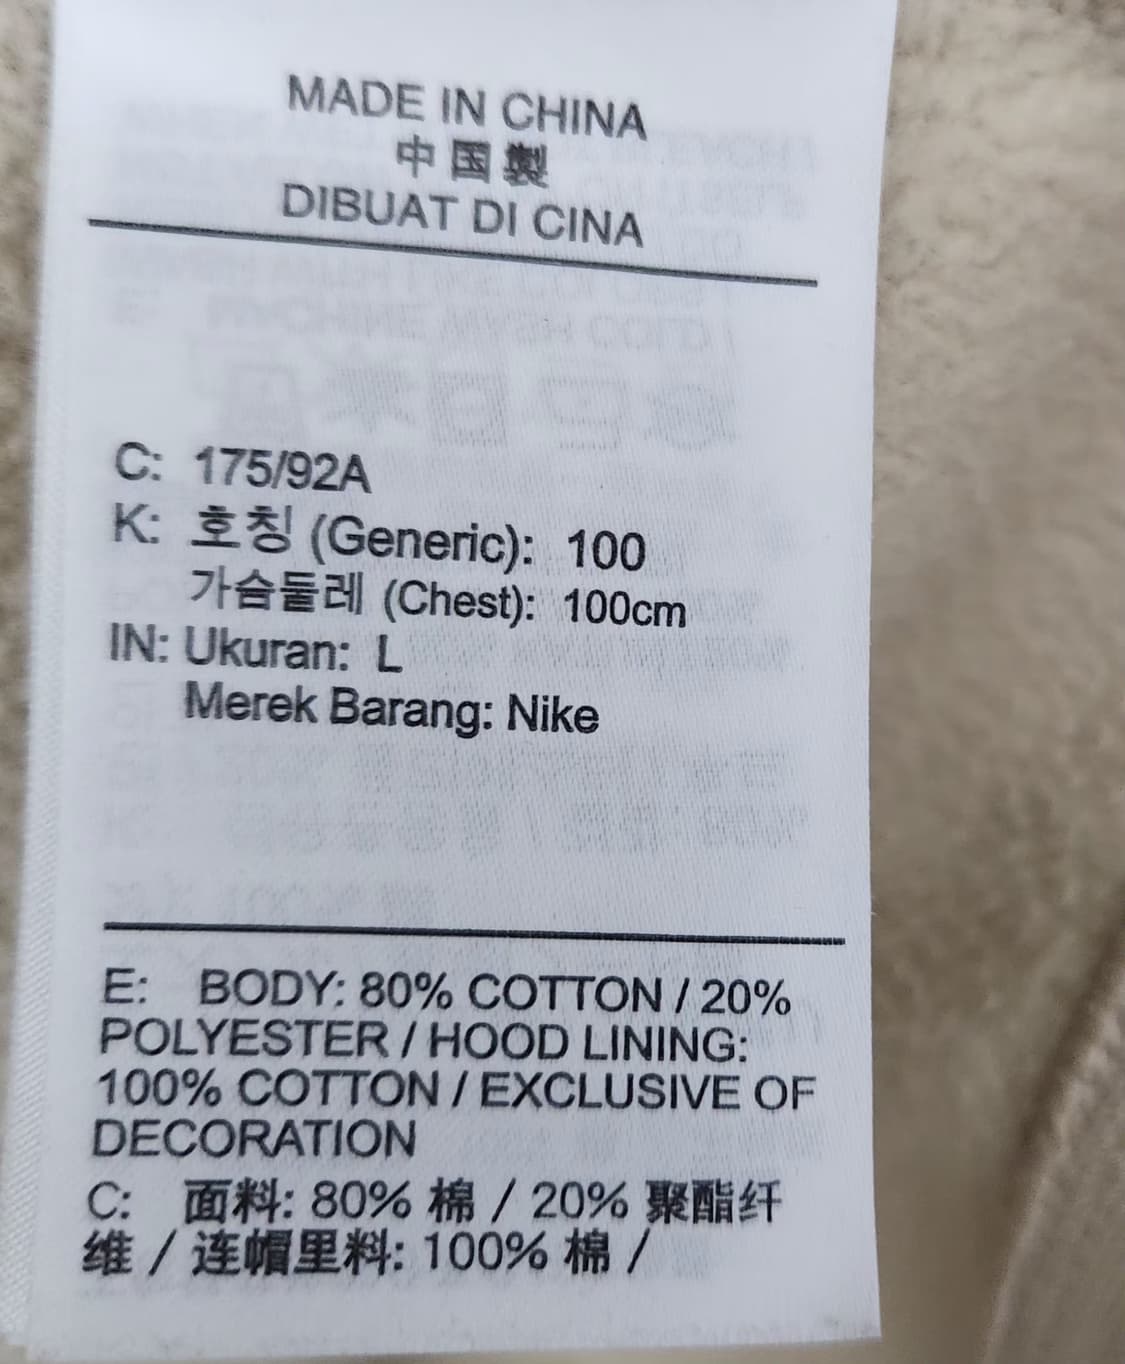 MADE IN CHINA
中国製
DIBUAT DI CINA
C: 175/92A
K: 호칭 (Generic): 100
가슴둘레 (Chest): 100cm
IN: Ukuran: L
Merek Barang: Nike
E: BODY: 80% COTTON / 20%
POLYESTER / HOOD LINING:
100% COTTON / EXCLUSIVE OF
DECORATION
C: 面料: 80% 棉 / 20% 聚酯纤
维 / 连帽里料: 100% 棉 /